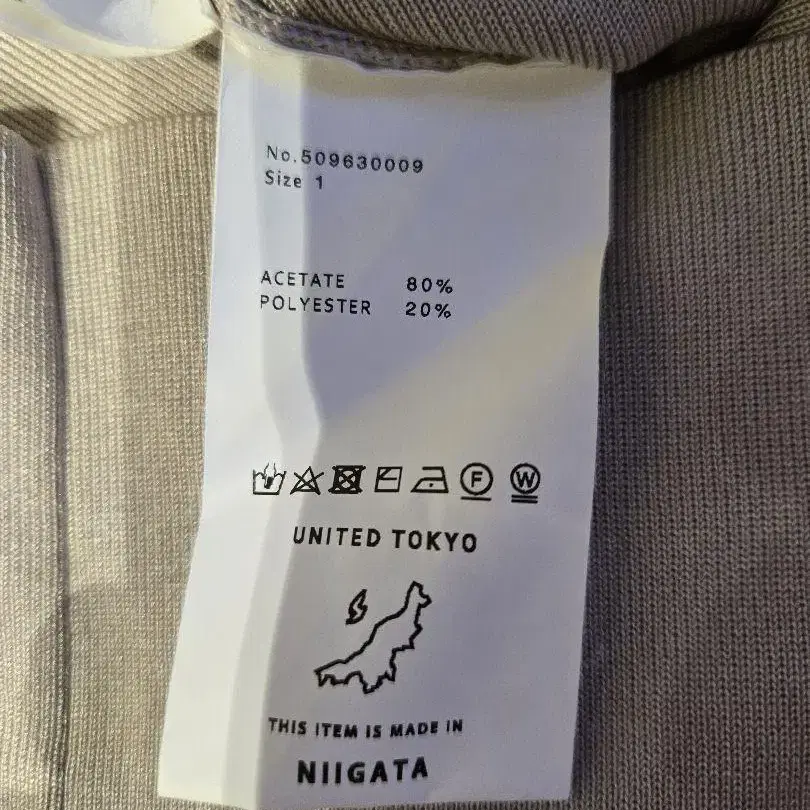 No.509630009
Size 1
ACETATE 80%
POLYESTER 20%
F W
UNITED TOKYO
THIS ITEM IS MADE IN
NIIGATA